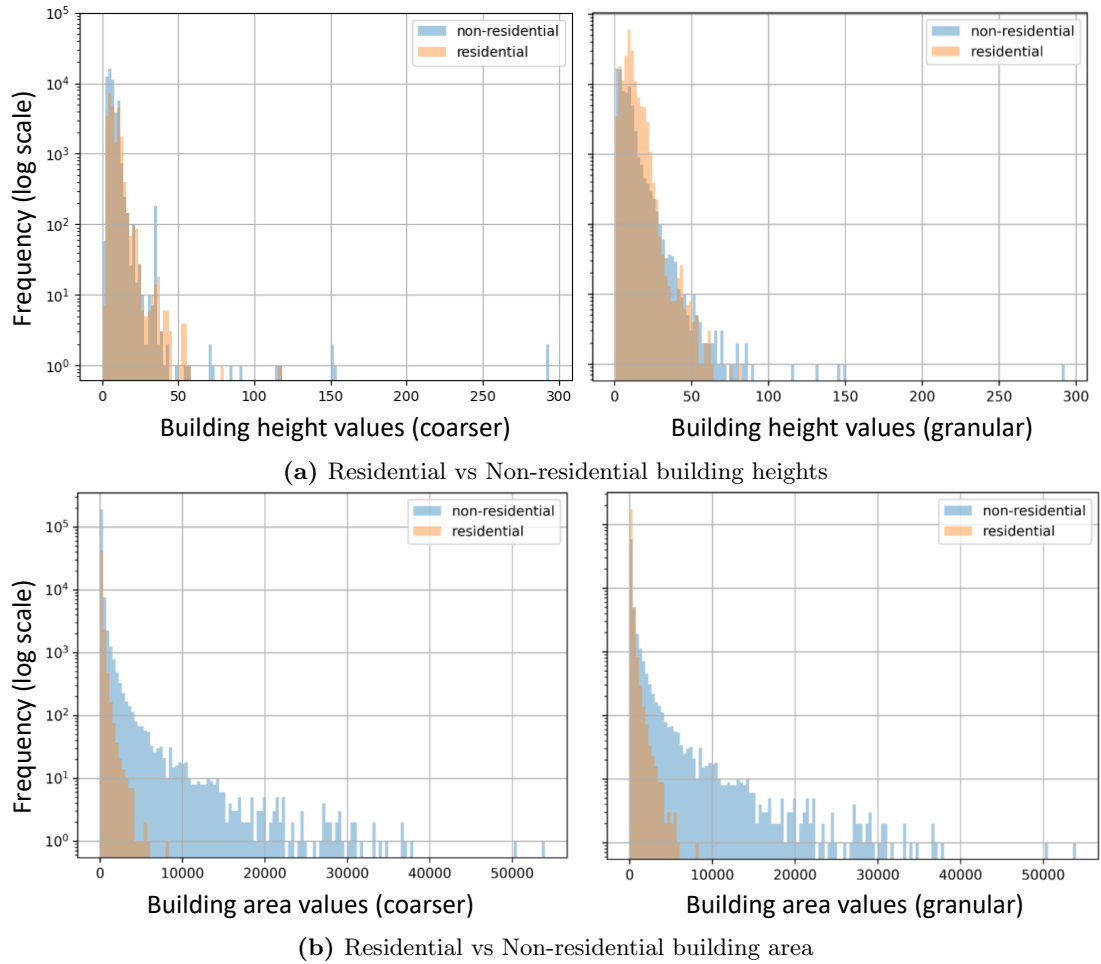 10^5
10^4
10^3
10^2
10^1
10^0
Frequency (log scale)
non-residential
residential
0 50 100 150 200 250 300
Building height values (coarser)
non-residential
residential
0 50 100 150 200 250 300
Building height values (granular)
(a) Residential vs Non-residential building heights
10^5
10^4
10^3
10^2
10^1
10^0
Frequency (log scale)
non-residential
residential
0 10000 20000 30000 40000 50000
Building area values (coarser)
non-residential
residential
0 10000 20000 30000 40000 50000
Building area values (granular)
(b) Residential vs Non-residential building area